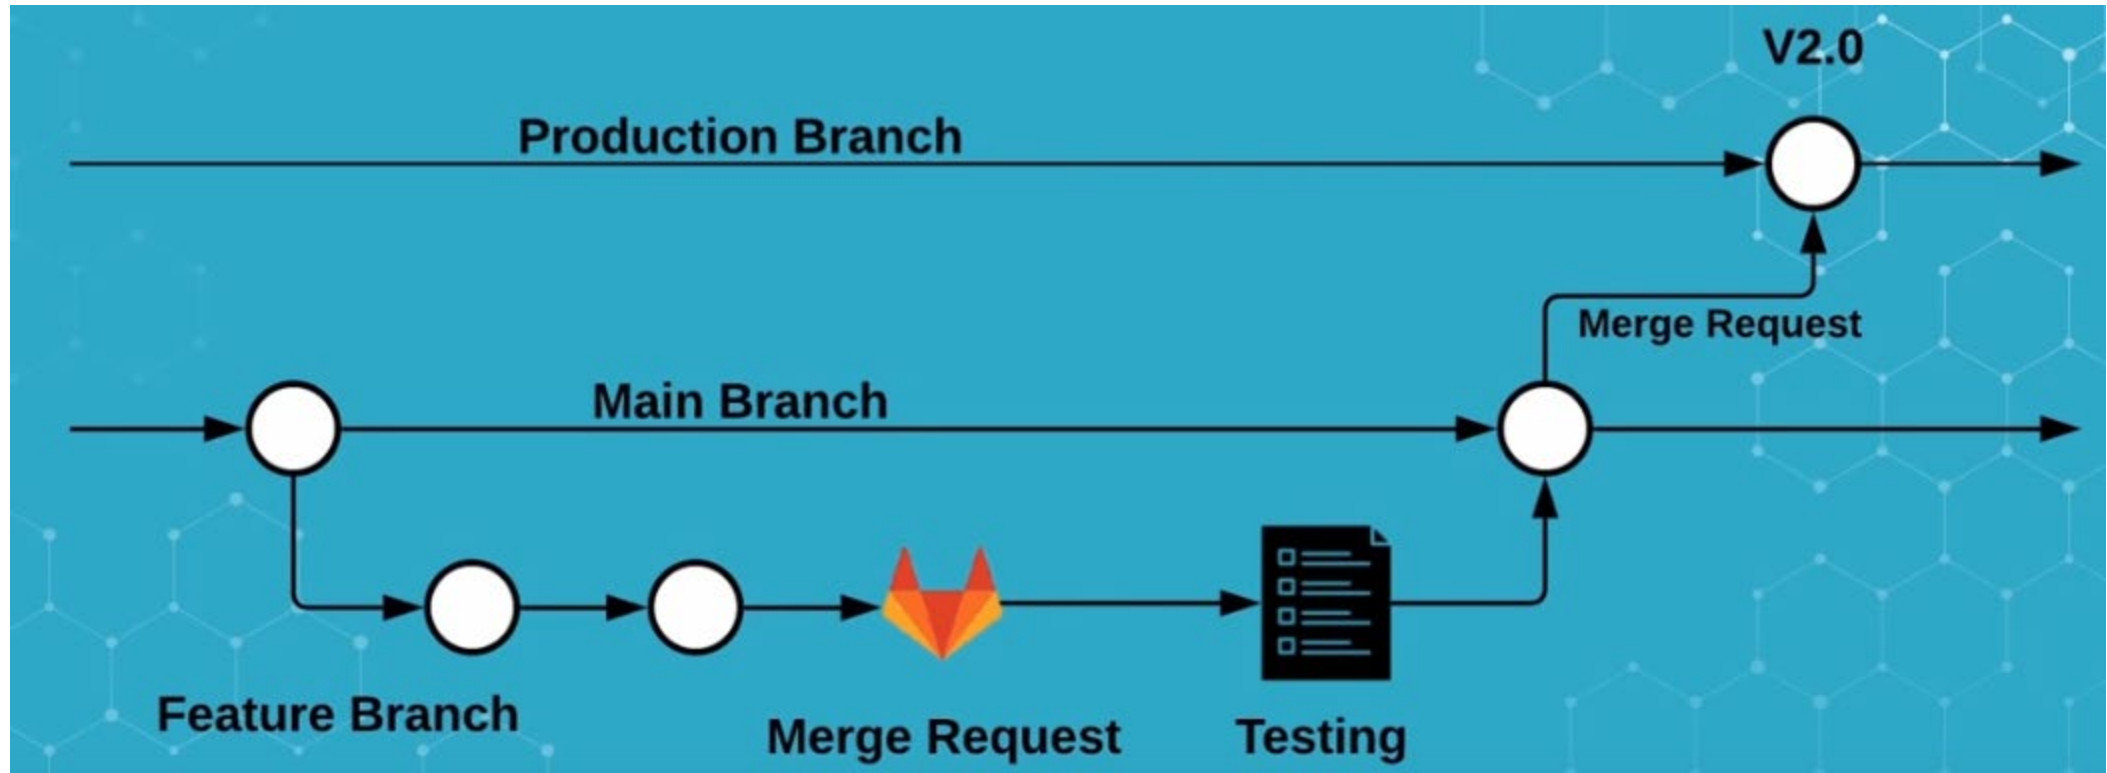 V2.0
Production Branch
Merge Request
Main Branch
Feature Branch
Merge Request
Testing